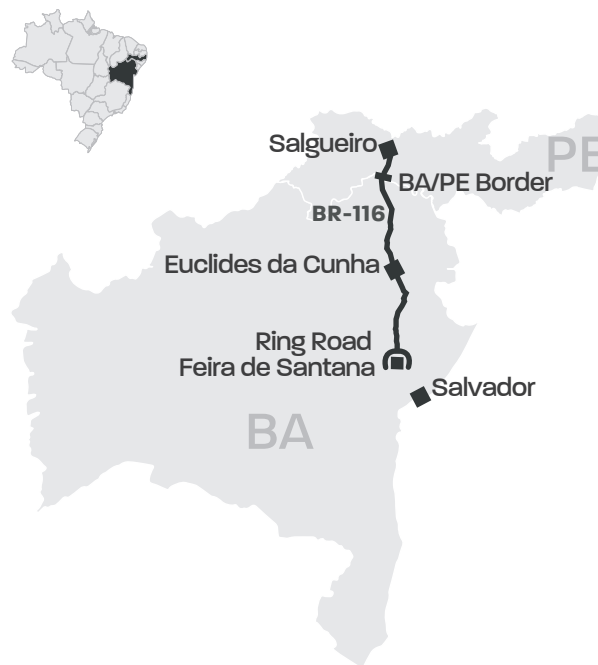 Salgueiro
PE
BA/PE Border
BR-116
Euclides da Cunha
Ring Road
Feira de Santana
Salvador
BA